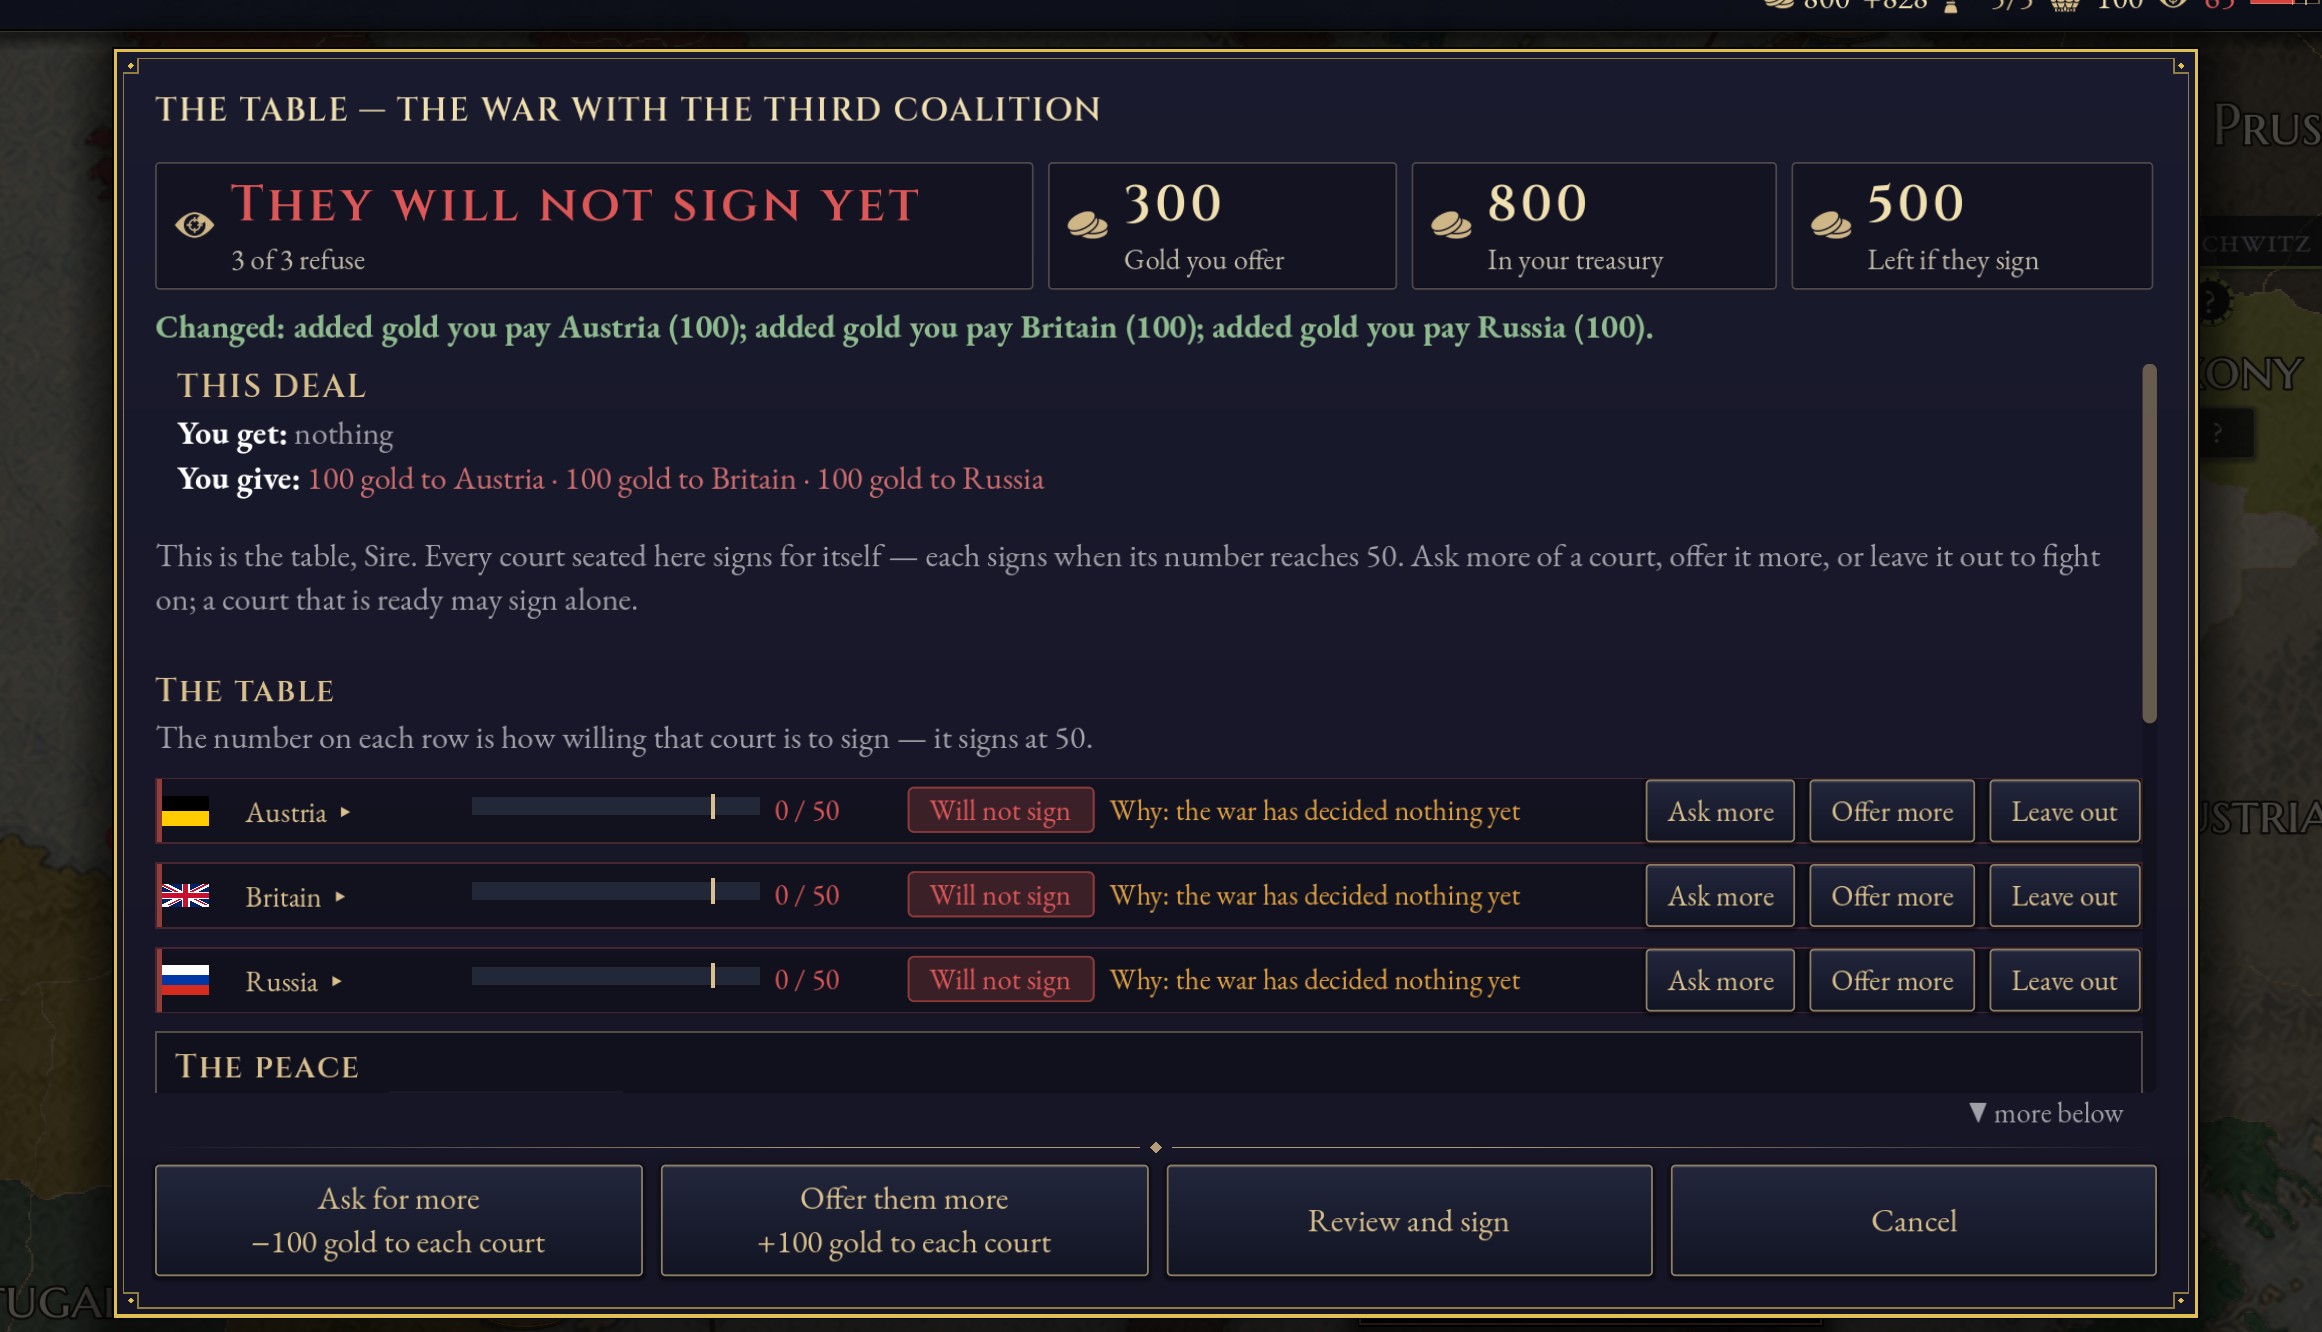 800 +828 3/3 100 65
THE TABLE — THE WAR WITH THE THIRD COALITION
PRUS
THEY WILL NOT SIGN YET
3 of 3 refuse
300
Gold you offer
800
In your treasury
500
Left if they sign
CHWITZ
?
Changed: added gold you pay Austria (100); added gold you pay Britain (100); added gold you pay Russia (100).
ONY
?
THIS DEAL
You get: nothing
You give: 100 gold to Austria · 100 gold to Britain · 100 gold to Russia
This is the table, Sire. Every court seated here signs for itself — each signs when its number reaches 50. Ask more of a court, offer it more, or leave it out to fight
on; a court that is ready may sign alone.
THE TABLE
The number on each row is how willing that court is to sign — it signs at 50.
Austria ▸ 0 / 50 Will not sign Why: the war has decided nothing yet Ask more Offer more Leave out
USTRIA
Britain ▸ 0 / 50 Will not sign Why: the war has decided nothing yet Ask more Offer more Leave out
Russia ▸ 0 / 50 Will not sign Why: the war has decided nothing yet Ask more Offer more Leave out
THE PEACE
▼ more below
Ask for more
−100 gold to each court
Offer them more
+100 gold to each court
Review and sign
Cancel
TUGAL